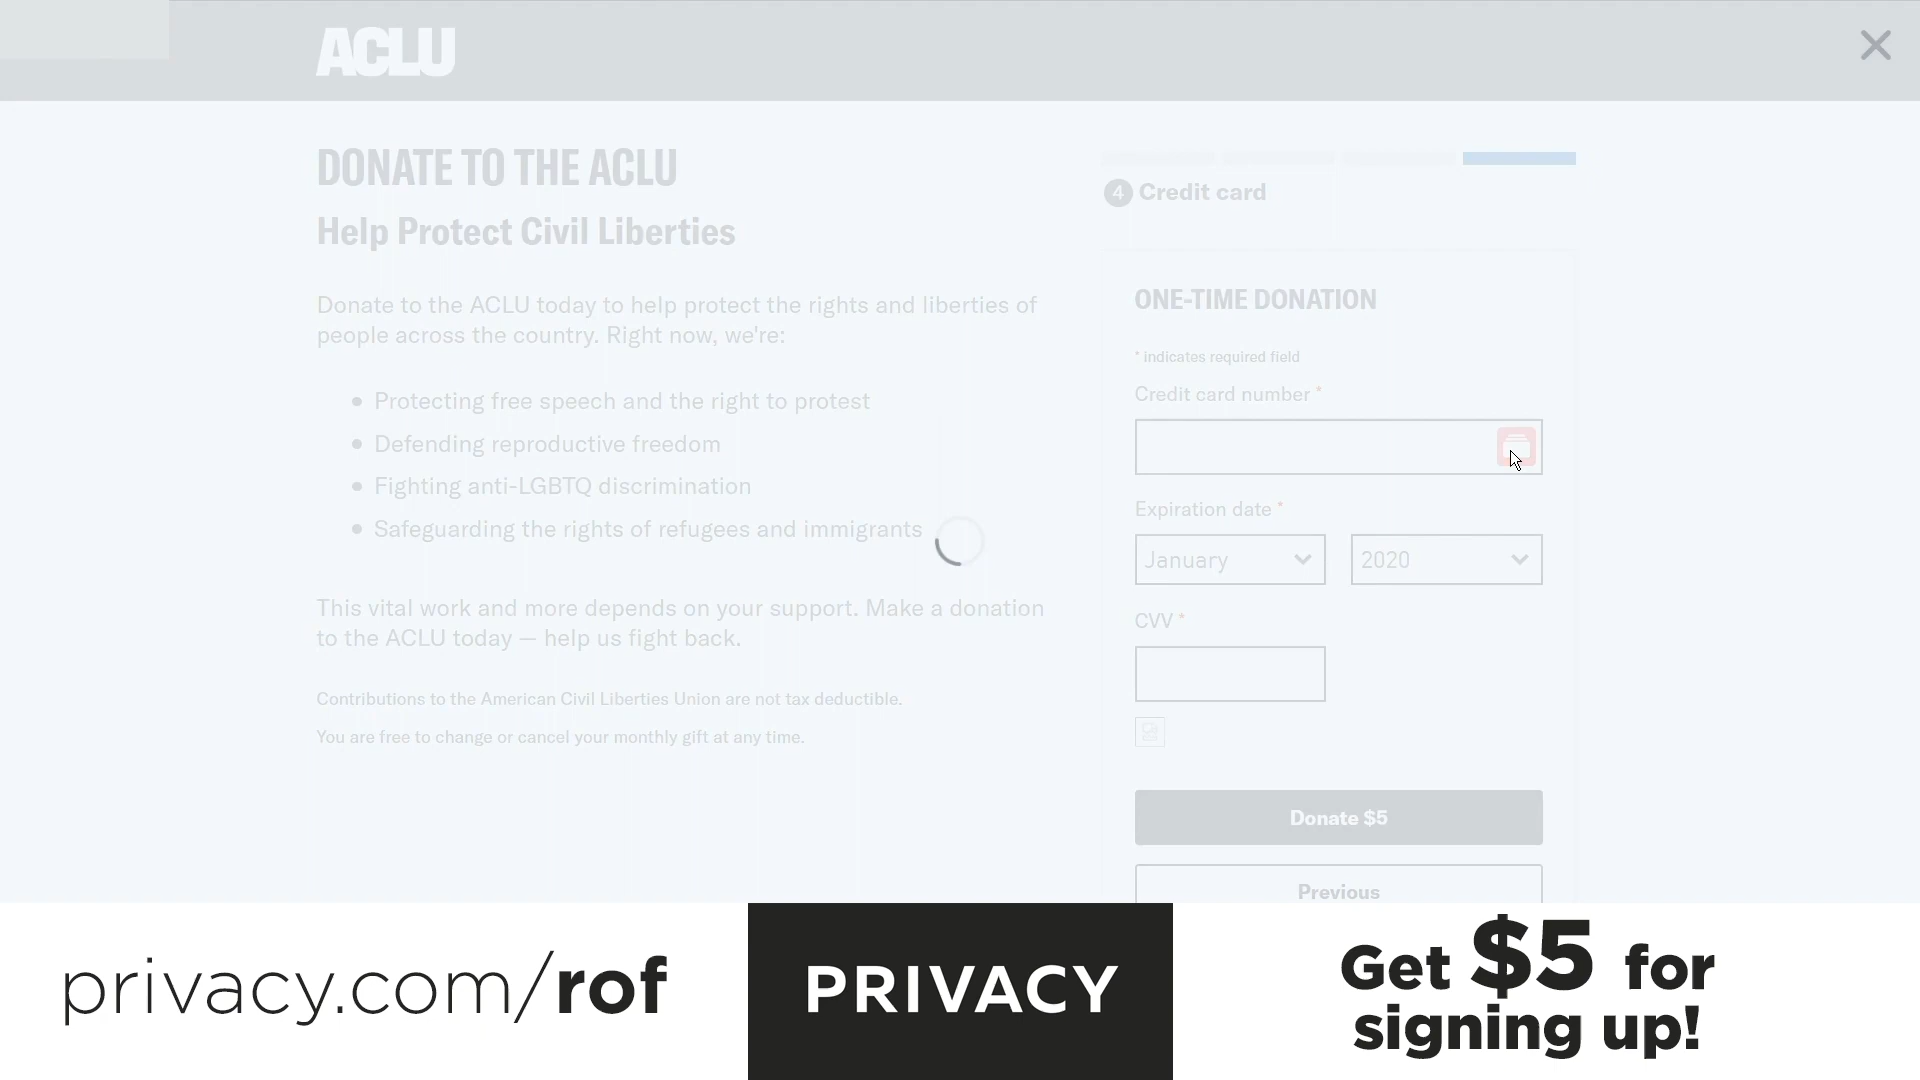 ACLU
DONATE TO THE ACLU
Help Protect Civil Liberties
Donate to the ACLU today to help protect the rights and liberties of
people across the country. Right now, we're:
Protecting free speech and the right to protest
Defending reproductive freedom
Fighting anti-LGBTQ discrimination
Safeguarding the rights of refugees and immigrants
This vital work and more depends on your support. Make a donation
to the ACLU today — help us fight back.
Contributions to the American Civil Liberties Union are not tax deductible.
You are free to change or cancel your monthly gift at any time.
4 Credit card
ONE-TIME DONATION
* indicates required field
Credit card number *
Expiration date *
January 2020
CVV *
Donate $5
Previous
privacy.com/rof
PRIVACY
Get $5 for
signing up!